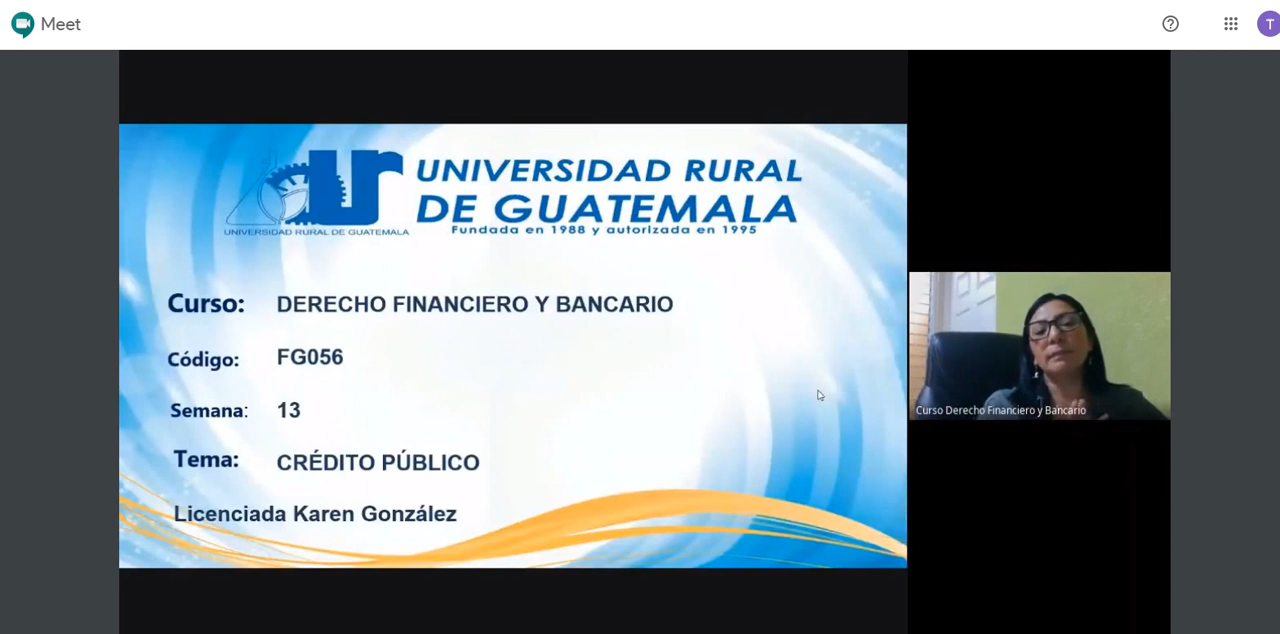 Meet
T
UNIVERSIDAD RURAL
DE GUATEMALA
Fundada en 1988 y autorizada en 1995
ur
UNIVERSIDAD RURAL DE GUATEMALA
Curso: DERECHO FINANCIERO Y BANCARIO
Código: FG056
Semana: 13
Tema: CRÉDITO PÚBLICO
Licenciada Karen González
Curso Derecho Financiero y Bancario